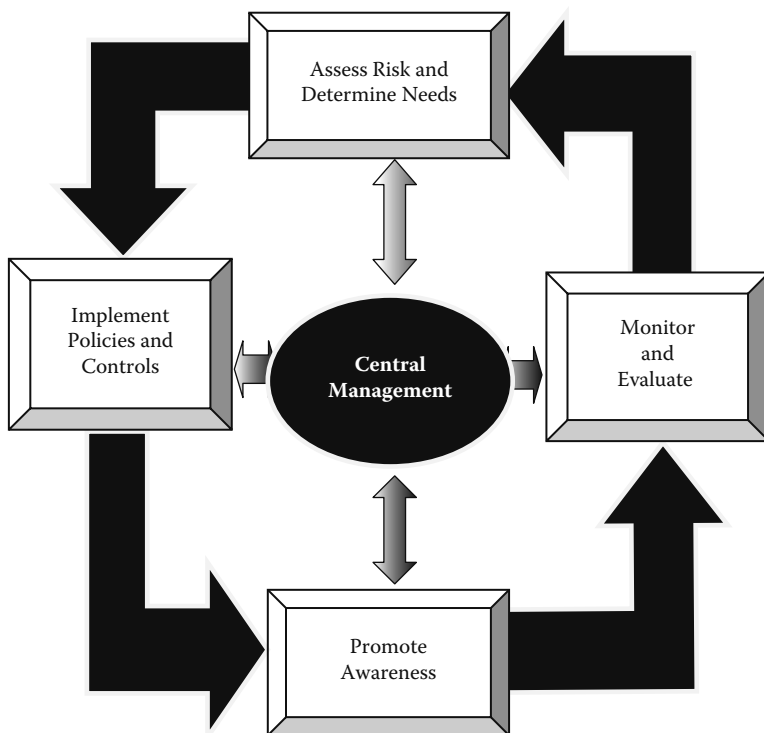 Assess Risk and
Determine Needs
Implement
Policies and
Controls
Central
Management
Monitor
and
Evaluate
Promote
Awareness